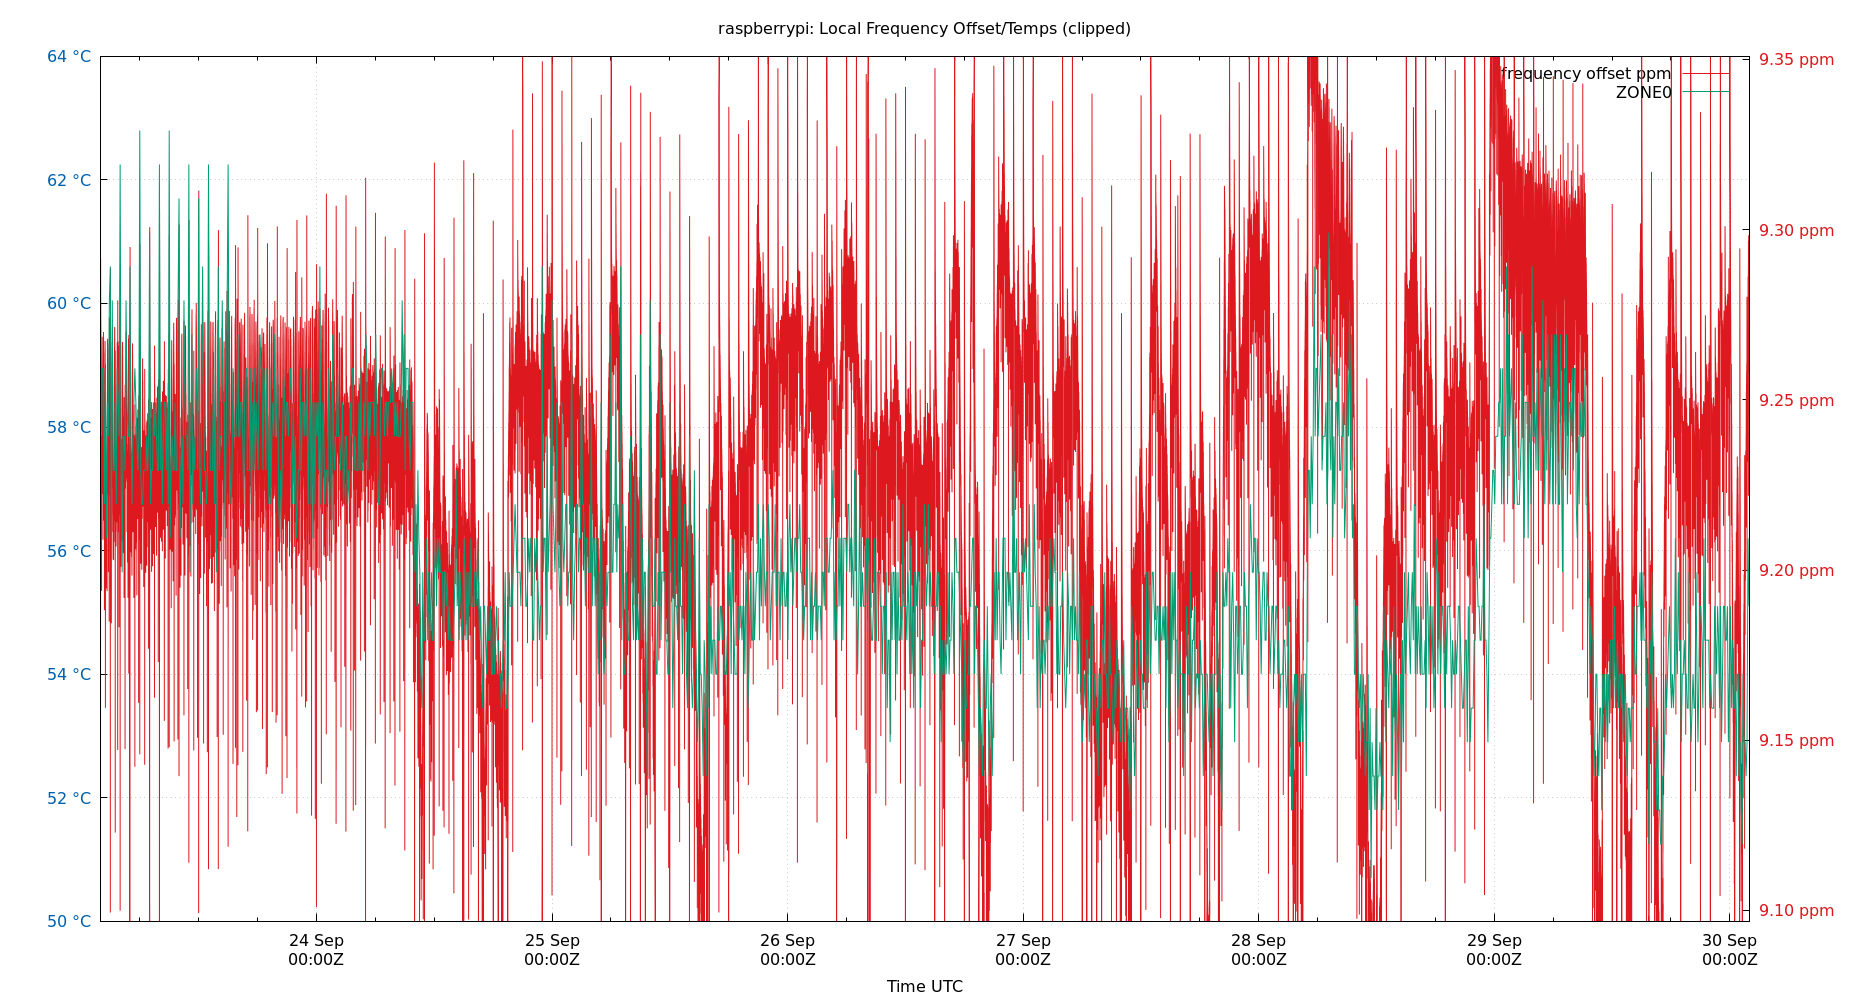 raspberrypi: Local Frequency Offset/Temps (clipped)
64 °C
62 °C
60 °C
58 °C
56 °C
54 °C
52 °C
50 °C
9.35 ppm
9.30 ppm
9.25 ppm
9.20 ppm
9.15 ppm
9.10 ppm
frequency offset ppm
ZONE0
24 Sep
00:00Z
25 Sep
00:00Z
26 Sep
00:00Z
27 Sep
00:00Z
28 Sep
00:00Z
29 Sep
00:00Z
30 Sep
00:00Z
Time UTC